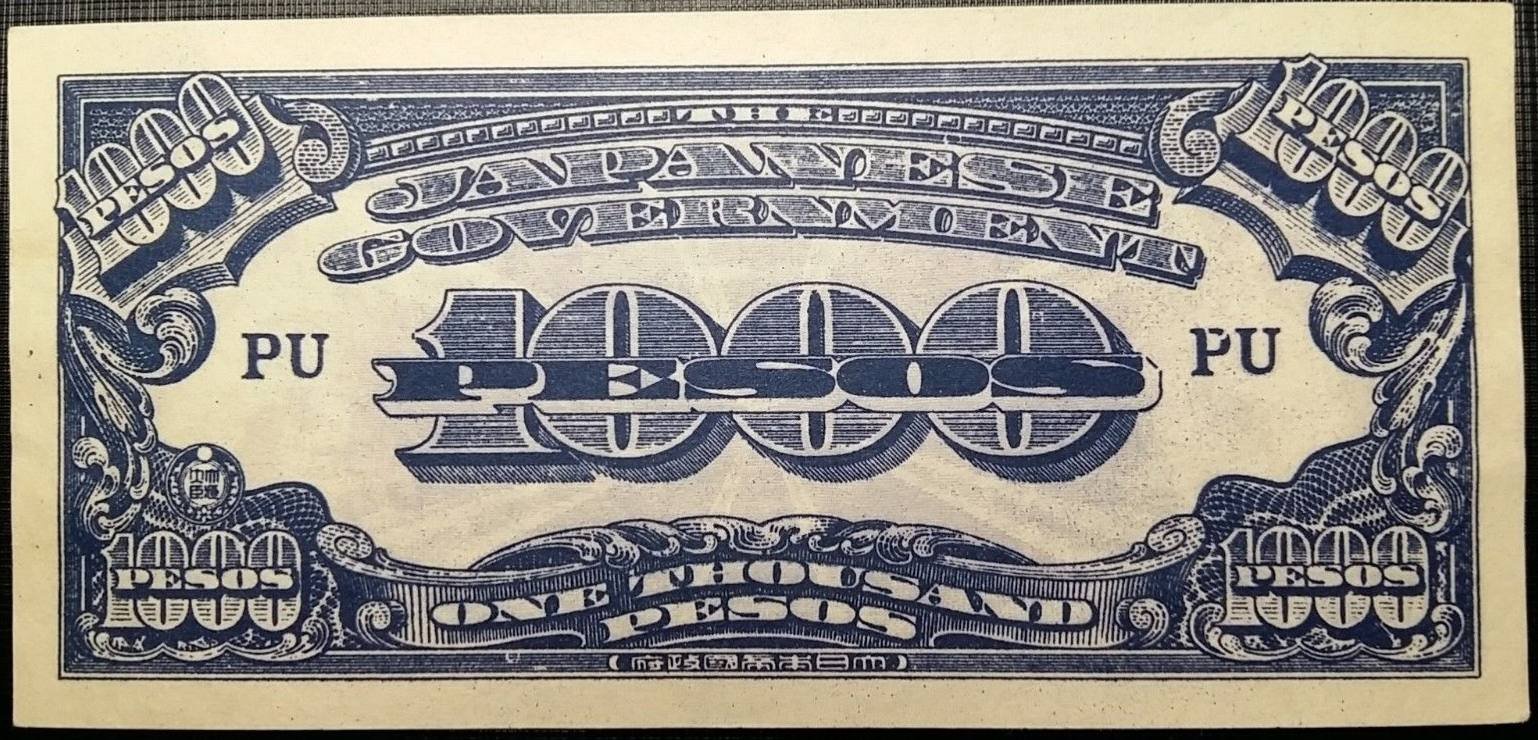 1000
PESOS
THE
1000
PESOS
JAPANESE
GOVERNMENT
PU
1000
PESOS
PU
1000
PESOS
ONE THOUSAND
PESOS
1000
PESOS
府政國帝本日大